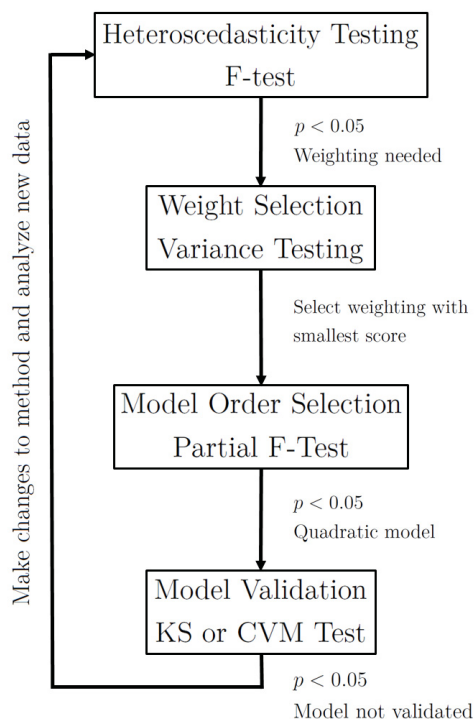 Heteroscedasticity Testing
F-test
p < 0.05
Weighting needed
Weight Selection
Variance Testing
Select weighting with
smallest score
Model Order Selection
Partial F-Test
p < 0.05
Quadratic model
Model Validation
KS or CVM Test
p < 0.05
Model not validated
Make changes to method and analyze new data